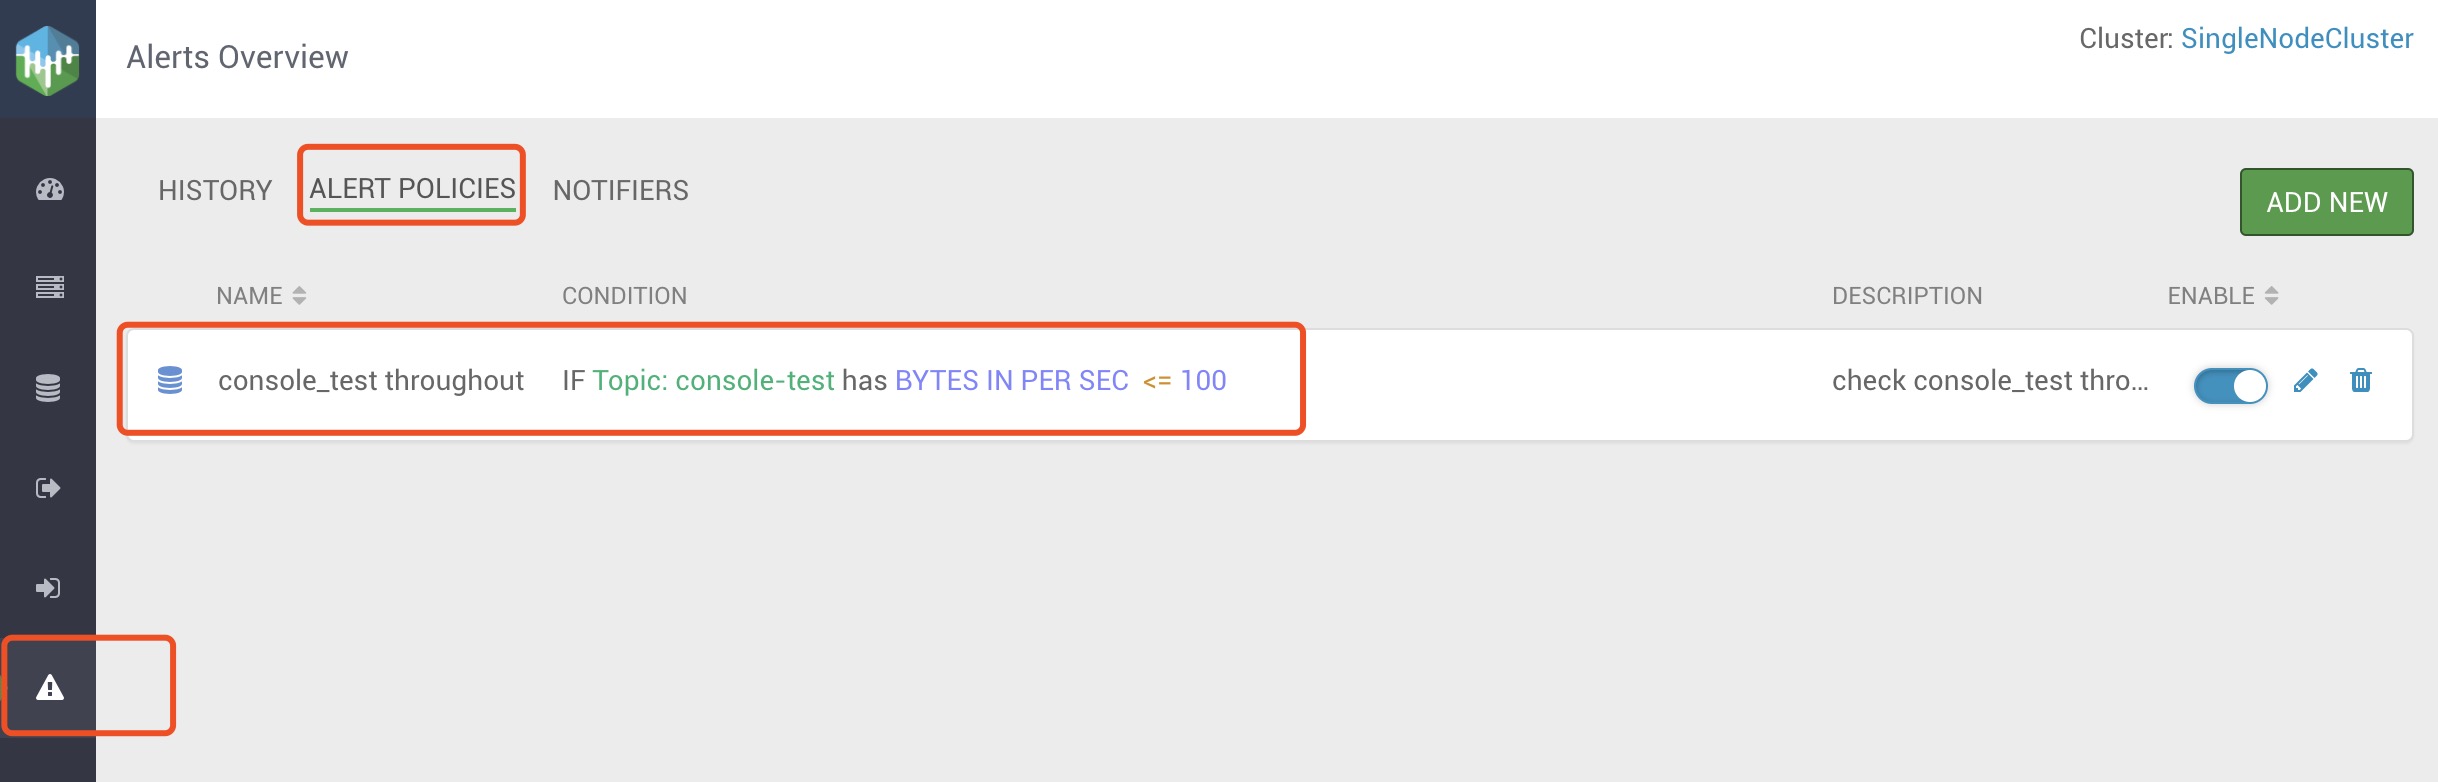 Alerts Overview
Cluster: SingleNodeCluster
HISTORY ALERT POLICIES NOTIFIERS
ADD NEW
NAME CONDITION DESCRIPTION ENABLE
console_test throughout IF Topic: console-test has BYTES IN PER SEC <= 100 check console_test thro...